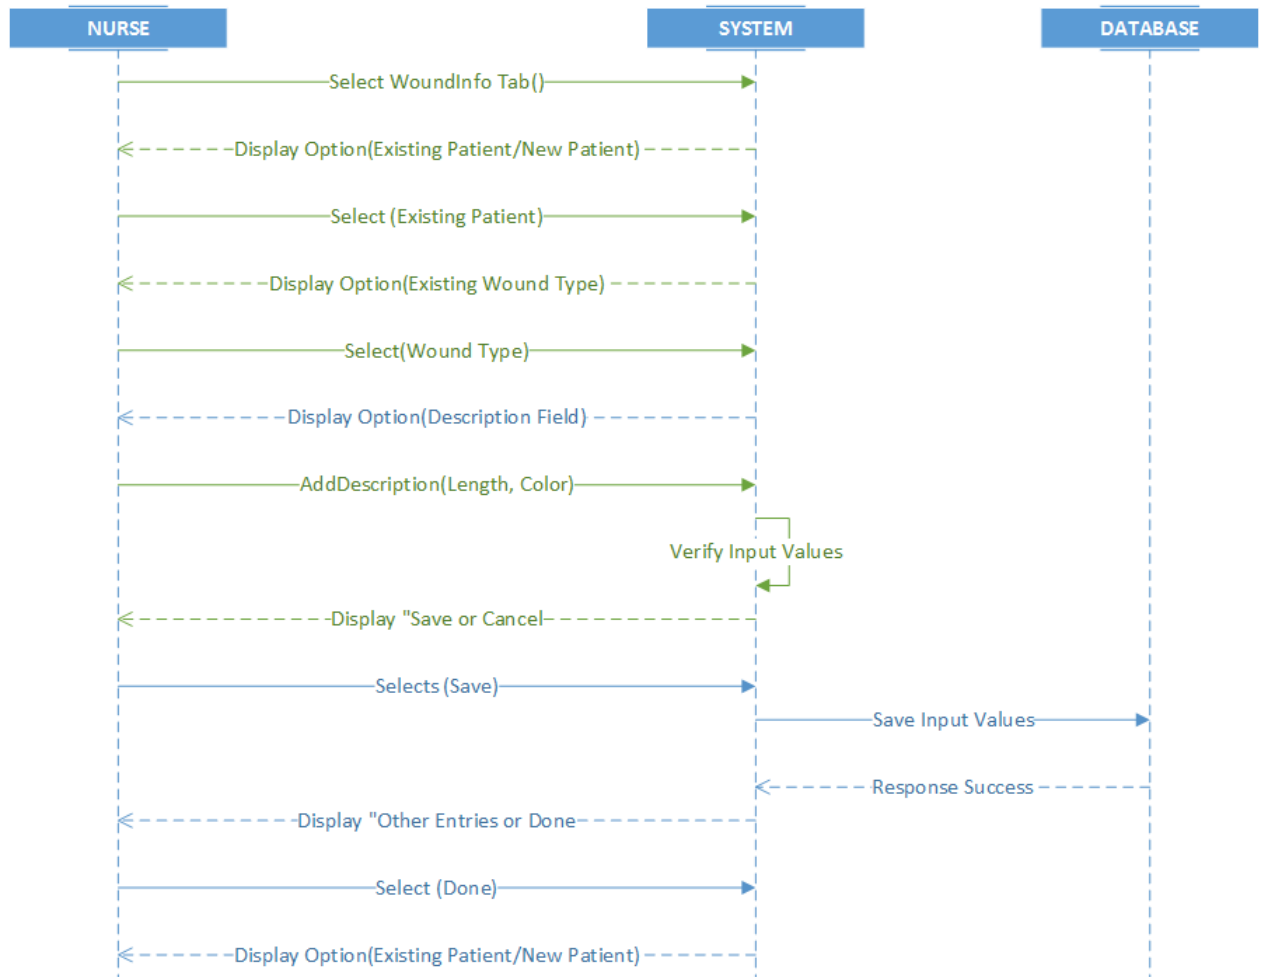 NURSE
SYSTEM
DATABASE
Select WoundInfo Tab()
Display Option(Existing Patient/New Patient)
Select (Existing Patient)
Display Option(Existing Wound Type)
Select(Wound Type)
Display Option(Description Field)
AddDescription(Length, Color)
Verify Input Values
Display "Save or Cancel
Selects (Save)
Save Input Values
Response Success
Display "Other Entries or Done
Select (Done)
Display Option(Existing Patient/New Patient)